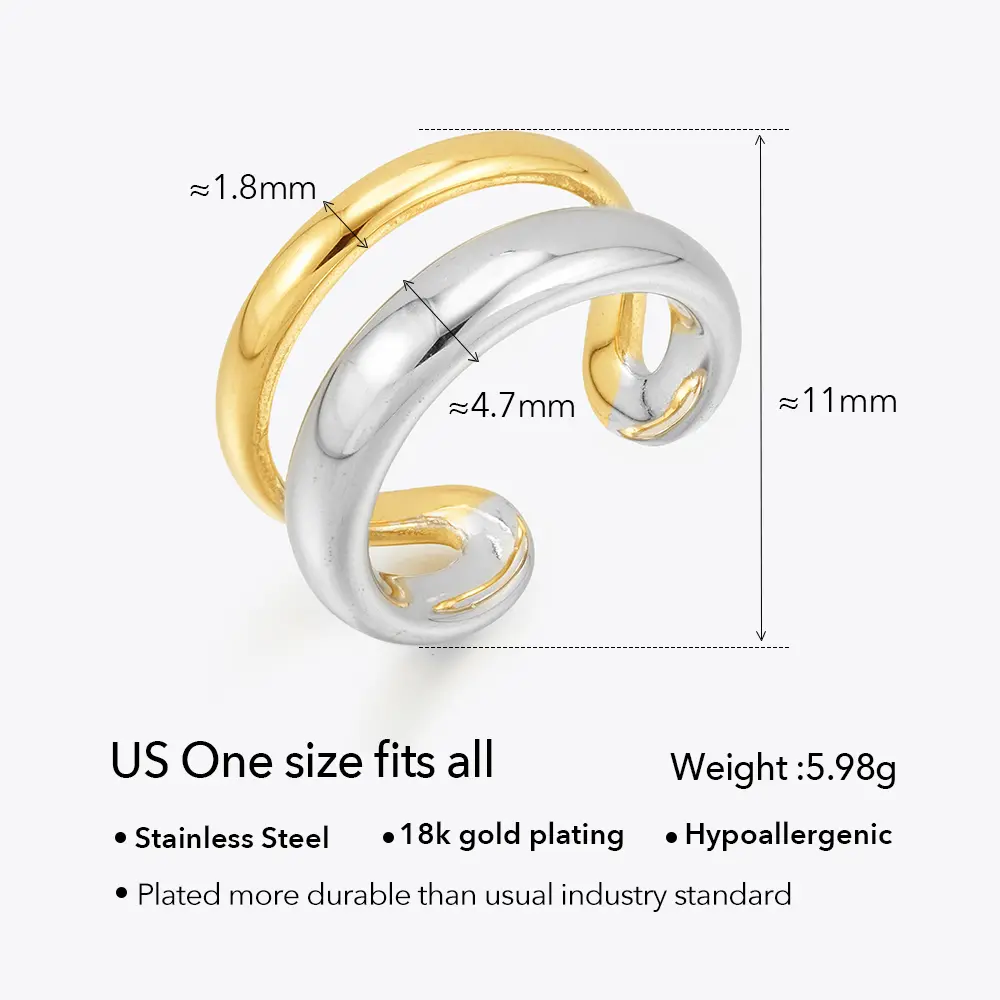 ≈1.8mm
≈4.7mm
≈11mm
US One size fits all
Weight :5.98g
• Stainless Steel
•18k gold plating
• Hypoallergenic
• Plated more durable than usual industry standard